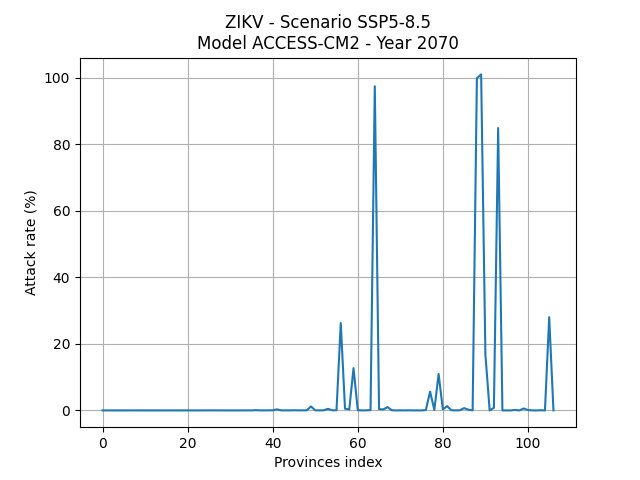 ZIKV - Scenario SSP5-8.5
Model ACCESS-CM2 - Year 2070
100
80
60
40
20
0
Attack rate (%)
0 20 40 60 80 100
Provinces index